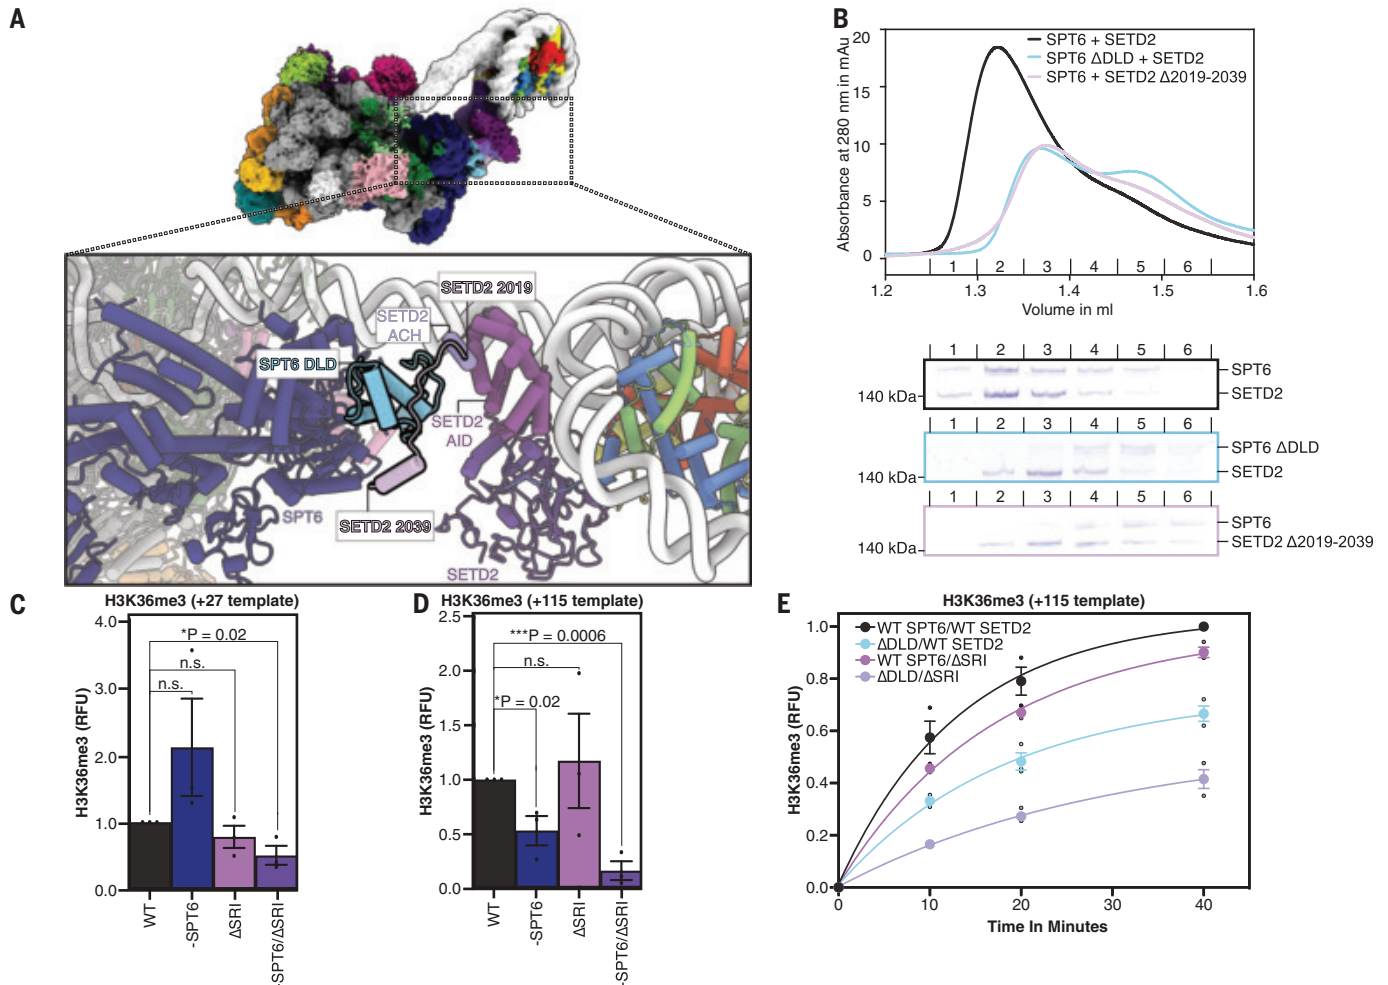 A
SETD2 2019
SETD2
ACH
SPT6 DLD
SETD2
AID
SPT6
SETD2 2039
SETD2
B
SPT6 + SETD2
SPT6 ΔDLD + SETD2
SPT6 + SETD2 Δ2019-2039
Absorbance at 280 nm in mAu
20
15
10
5
0
1 2 3 4 5 6
1.2 1.3 1.4 1.5 1.6
Volume in ml
1 2 3 4 5 6
SPT6
140 kDa SETD2
1 2 3 4 5 6
SPT6 ΔDLD
140 kDa SETD2
1 2 3 4 5 6
SPT6
140 kDa SETD2 Δ2019-2039
C
H3K36me3 (+27 template)
H3K36me3 (RFU)
4.0
3.0
2.0
1.0
0.0
*P = 0.02
n.s.
n.s.
WT
-SPT6
ΔSRI
-SPT6/ΔSRI
D
H3K36me3 (+115 template)
H3K36me3 (RFU)
2.5
2.0
1.5
1.0
0.5
0.0
***P = 0.0006
n.s.
*P = 0.02
WT
-SPT6
ΔSRI
-SPT6/ΔSRI
E
H3K36me3 (+115 template)
H3K36me3 (RFU)
1.0
0.8
0.6
0.4
0.2
0.0
WT SPT6/WT SETD2
ΔDLD/WT SETD2
WT SPT6/ΔSRI
ΔDLD/ΔSRI
0 10 20 30 40
Time In Minutes